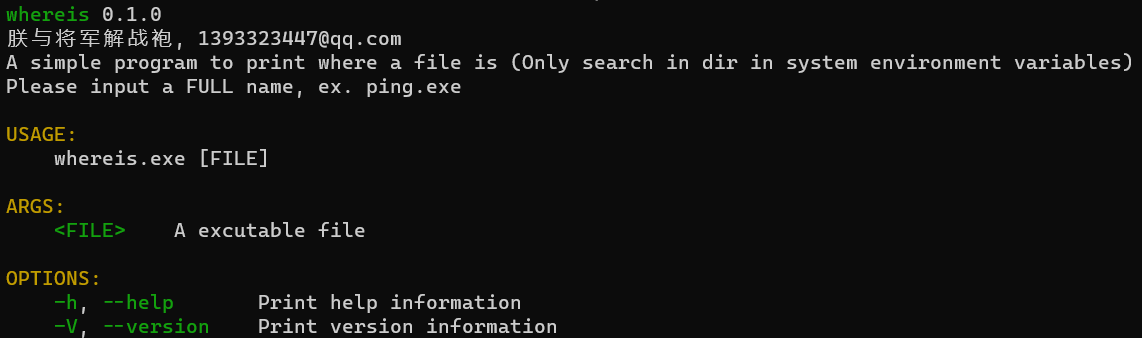 whereis 0.1.0
朕与将军解战袍, 1393323447@qq.com
A simple program to print where a file is (Only search in dir in system environment variables)
Please input a FULL name, ex. ping.exe
USAGE:
whereis.exe [FILE]
ARGS:
<FILE> A excutable file
OPTIONS:
-h, --help Print help information
-V, --version Print version information